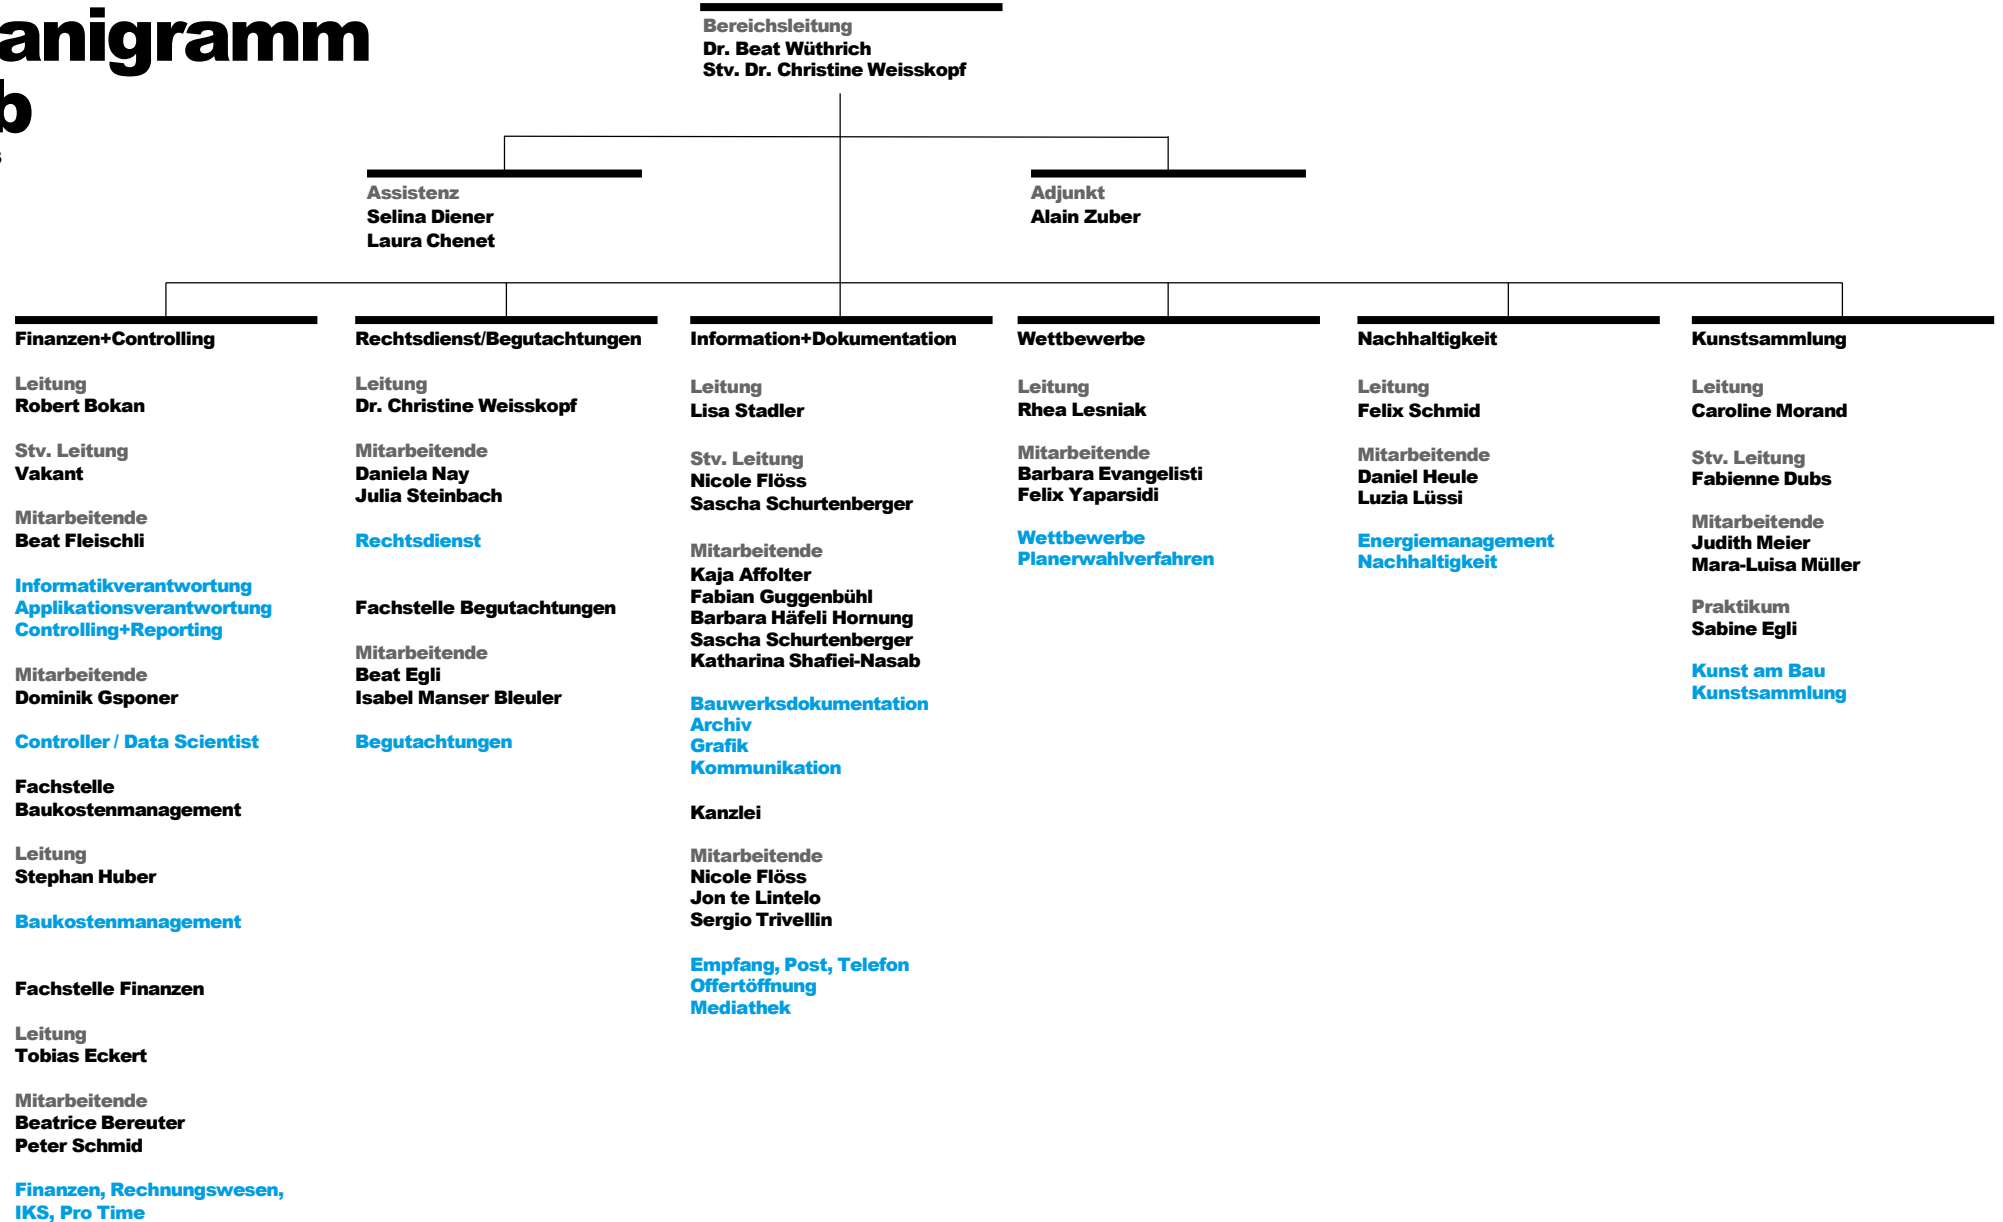 anigramm
b
Bereichsleitung
Dr. Beat Wüthrich
Stv. Dr. Christine Weisskopf
Assistenz
Selina Diener
Laura Chenet
Adjunkt
Alain Zuber
Finanzen+Controlling
Leitung
Robert Bokan
Stv. Leitung
Vakant
Mitarbeitende
Beat Fleischli
Informatikverantwortung
Applikationsverantwortung
Controlling+Reporting
Mitarbeitende
Dominik Gsponer
Controller / Data Scientist
Fachstelle
Baukostenmanagement
Leitung
Stephan Huber
Baukostenmanagement
Fachstelle Finanzen
Leitung
Tobias Eckert
Mitarbeitende
Beatrice Bereuter
Peter Schmid
Finanzen, Rechnungswesen,
IKS, Pro Time
Rechtsdienst/Begutachtungen
Leitung
Dr. Christine Weisskopf
Mitarbeitende
Daniela Nay
Julia Steinbach
Rechtsdienst
Fachstelle Begutachtungen
Mitarbeitende
Beat Egli
Isabel Manser Bleuler
Begutachtungen
Information+Dokumentation
Leitung
Lisa Stadler
Stv. Leitung
Nicole Flöss
Sascha Schurtenberger
Mitarbeitende
Kaja Affolter
Fabian Guggenbühl
Barbara Häfeli Hornung
Sascha Schurtenberger
Katharina Shafiei-Nasab
Bauwerksdokumentation
Archiv
Grafik
Kommunikation
Kanzlei
Mitarbeitende
Nicole Flöss
Jon te Lintelo
Sergio Trivellin
Empfang, Post, Telefon
Offertöffnung
Mediathek
Wettbewerbe
Leitung
Rhea Lesniak
Mitarbeitende
Barbara Evangelisti
Felix Yaparsidi
Wettbewerbe
Planerwahlverfahren
Nachhaltigkeit
Leitung
Felix Schmid
Mitarbeitende
Daniel Heule
Luzia Lüssi
Energiemanagement
Nachhaltigkeit
Kunstsammlung
Leitung
Caroline Morand
Stv. Leitung
Fabienne Dubs
Mitarbeitende
Judith Meier
Mara-Luisa Müller
Praktikum
Sabine Egli
Kunst am Bau
Kunstsammlung